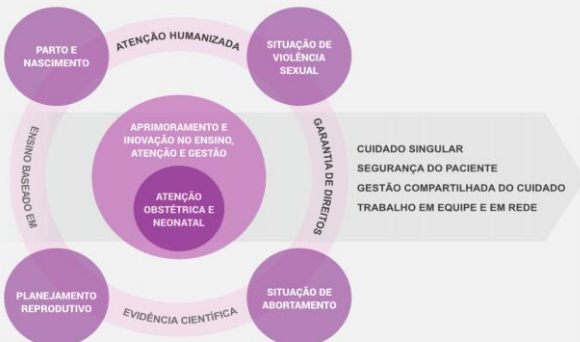 PARTO E
NASCIMENTO
ATENÇÃO HUMANIZADA
SITUAÇÃO DE
VIOLÊNCIA
SEXUAL
APRIMORAMENTO E
INOVAÇÃO NO ENSINO,
ATENÇÃO E GESTÃO
ATENÇÃO
OBSTÉTRICA E
NEONATAL
ENSINO BASEADO EM
GARANTIA DE DIREITOS
CUIDADO SINGULAR
SEGURANÇA DO PACIENTE
GESTÃO COMPARTILHADA DO CUIDADO
TRABALHO EM EQUIPE E EM REDE
PLANEJAMENTO
REPRODUTIVO
EVIDÊNCIA CIENTÍFICA
SITUAÇÃO DE
ABORTAMENTO